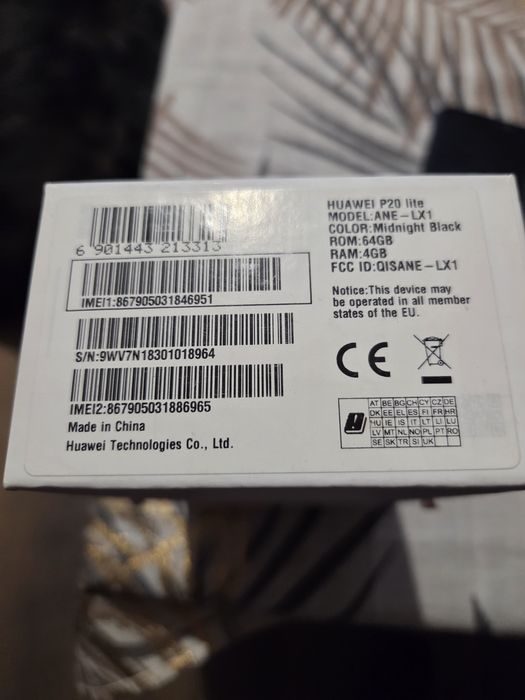 6 901443 213313
IMEI1:867905031846951
S/N:9WV7N18301018964
IMEI2:867905031886965
Made in China
Huawei Technologies Co., Ltd.
HUAWEI P20 lite
MODEL:ANE-LX1
COLOR:Midnight Black
ROM:64GB
RAM:4GB
FCC ID:QISANE-LX1
Notice:This device may
be operated in all member
states of the EU.
CE
AT BE BG CH CY CZ DE
DK EE EL ES FI FR HR
HU IE IS IT LT LI LU
LV MT NL NO PL PT RO
SE SK TR SI UK